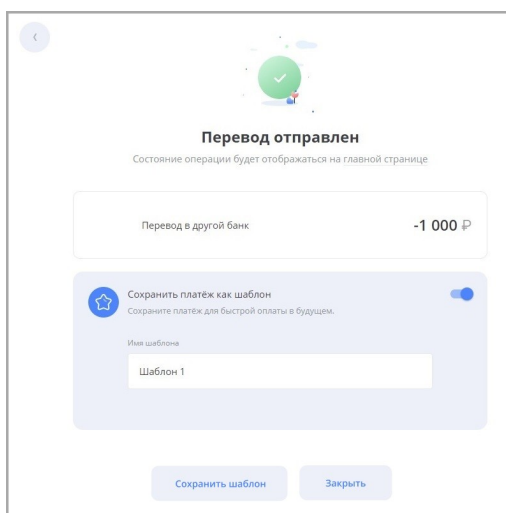 Перевод отправлен
Состояние операции будет отображаться на главной странице
Перевод в другой банк
-1 000 ₽
Сохранить платёж как шаблон
Сохраните платёж для быстрой оплаты в будущем.
Имя шаблона
Шаблон 1
Сохранить шаблон
Закрыть